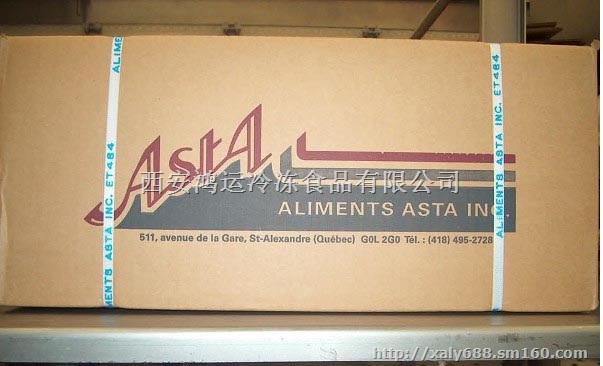 AstA
西安鸿运冷冻食品有限公司
ALIMENTS ASTA INC
511, avenue de la Gare, St-Alexandre (Québec) G0L 2G0 Tél. : (418) 495-2728
ALIMENTS ASTA INC. ET484
ALIM
ALIMENTS ASTA INC. ET484
http://xaly688.sm160.com/